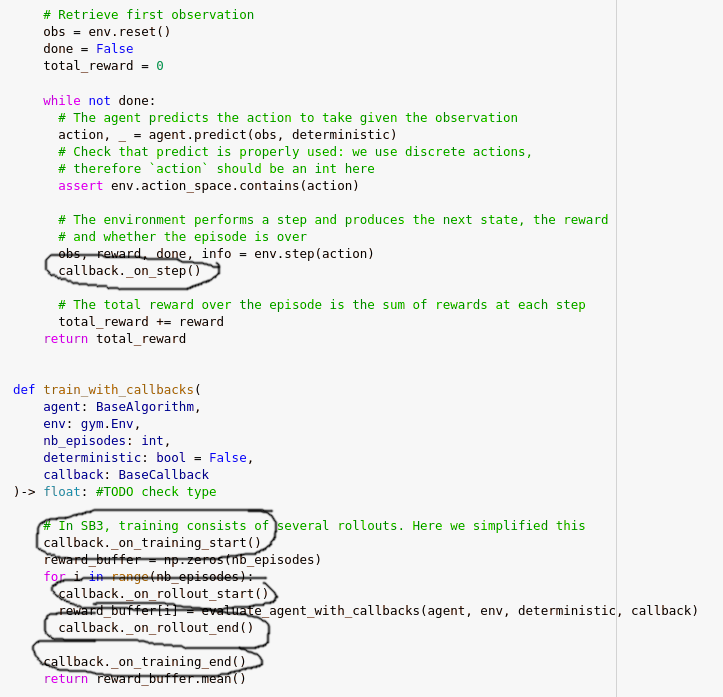 # Retrieve first observation
obs = env.reset()
done = False
total_reward = 0
while not done:
# The agent predicts the action to take given the observation
action, _ = agent.predict(obs, deterministic)
# Check that predict is properly used: we use discrete actions,
# therefore `action` should be an int here
assert env.action_space.contains(action)
# The environment performs a step and produces the next state, the reward
# and whether the episode is over
obs, reward, done, info = env.step(action)
callback._on_step()
# The total reward over the episode is the sum of rewards at each step
total_reward += reward
return total_reward
def train_with_callbacks(
agent: BaseAlgorithm,
env: gym.Env,
nb_episodes: int,
deterministic: bool = False,
callback: BaseCallback
)-> float: #TODO check type
# In SB3, training consists of several rollouts. Here we simplified this
callback._on_training_start()
reward_buffer = np.zeros(nb_episodes)
for i in range(nb_episodes):
callback._on_rollout_start()
reward_buffer[i] = evaluate_agent_with_callbacks(agent, env, deterministic, callback)
callback._on_rollout_end()
callback._on_training_end()
return reward_buffer.mean()